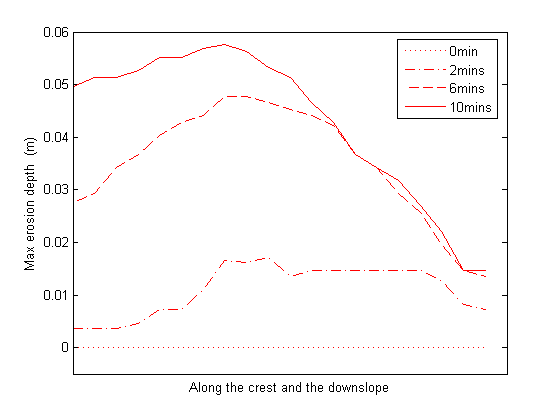 0.06
0.05
0.04
0.03
0.02
0.01
0
Max erosion depth (m)
0min
2mins
6mins
10mins
Along the crest and the downslope